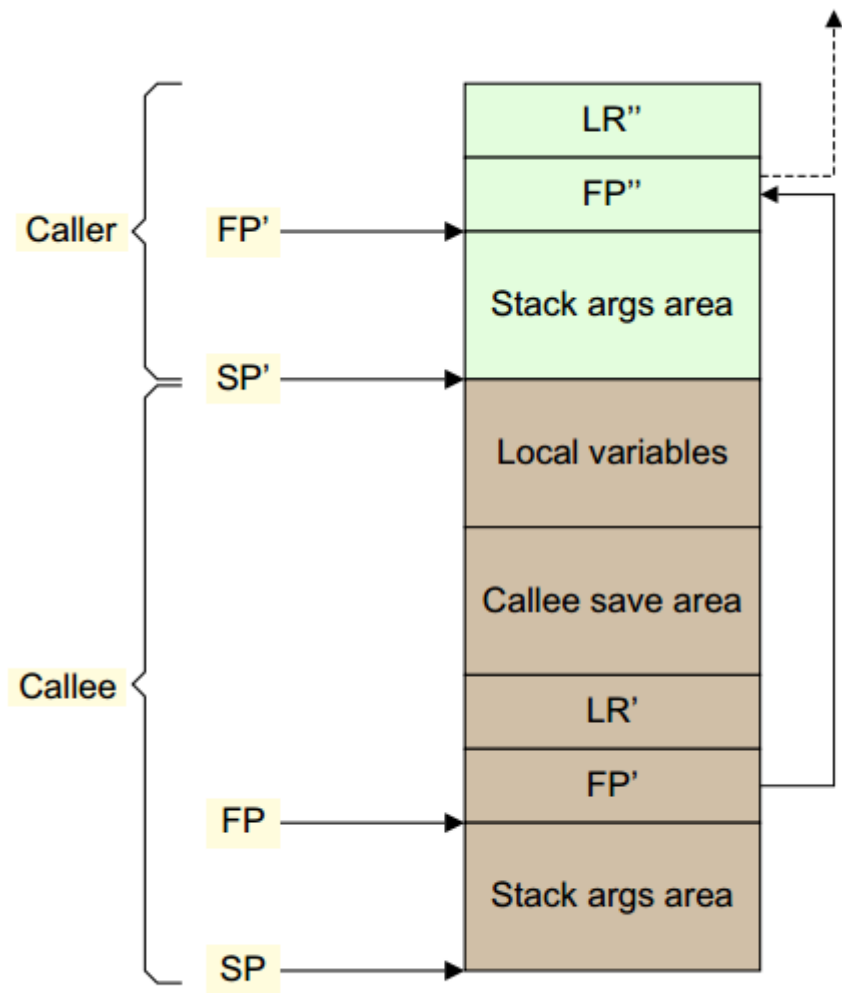 LR’’
FP’’
Caller
FP’
Stack args area
SP’
Local variables
Callee save area
Callee
LR’
FP’
FP
Stack args area
SP